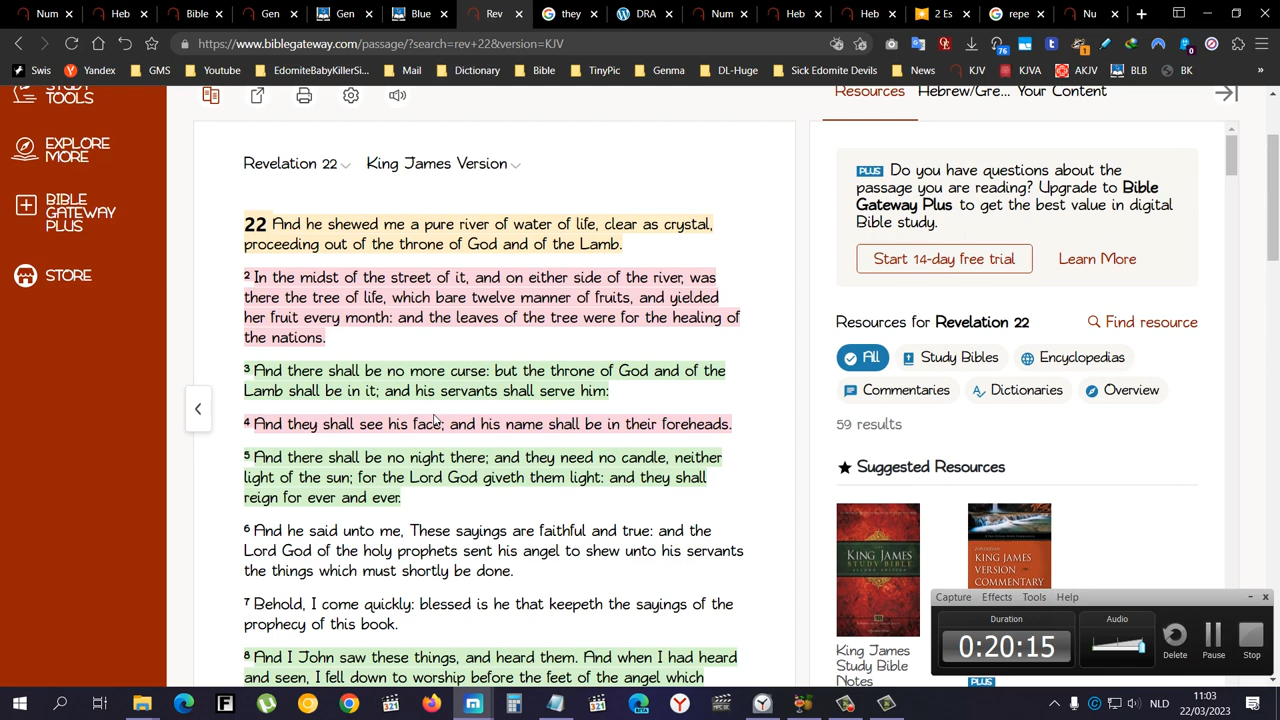 Num
Heb
Bible
Gen
Gen
Blue
Rev
they
DRA
Num
Heb
Heb
2 Es
repe
Nu
https://www.biblegateway.com/passage/?search=rev+22&version=KJV
76
0
Swis
Yandex
GMS
Youtube
EdomiteBabyKillerSi...
Mail
Dictionary
Bible
TinyPic
Genma
DL-Huge
Sick Edomite Devils
News
KJV
KJVA
AKJV
BLB
BK
»
STUDY
TOOLS
EXPLORE
MORE
BIBLE
GATEWAY
PLUS
STORE
Resources
Hebrew/Gre...
Your Content
Revelation 22
King James Version
22 And he shewed me a pure river of water of life, clear as crystal,
proceeding out of the throne of God and of the Lamb.
2 In the midst of the street of it, and on either side of the river, was
there the tree of life, which bare twelve manner of fruits, and yielded
her fruit every month: and the leaves of the tree were for the healing of
the nations.
3 And there shall be no more curse: but the throne of God and of the
Lamb shall be in it; and his servants shall serve him:
4 And they shall see his face; and his name shall be in their foreheads.
5 And there shall be no night there; and they need no candle, neither
light of the sun; for the Lord God giveth them light: and they shall
reign for ever and ever.
6 And he said unto me, These sayings are faithful and true: and the
Lord God of the holy prophets sent his angel to shew unto his servants
the things which must shortly be done.
7 Behold, I come quickly: blessed is he that keepeth the sayings of the
prophecy of this book.
8 And I John saw these things, and heard them. And when I had heard
and seen, I fell down to worship before the feet of the angel which
PLUS Do you have questions about the
passage you are reading? Upgrade to Bible
Gateway Plus to get the best value in digital
Bible study.
Start 14-day free trial
Learn More
Resources for Revelation 22
Find resource
All
Study Bibles
Encyclopedias
Commentaries
Dictionaries
Overview
59 results
Suggested Resources
KING JAMES
STUDY BIBLE
KING JAMES
VERSION
COMMENTARY
King James
Study Bible
Notes
PLUS
Capture
Effects
Tools
Help
Duration
0:20:15
Audio
Delete
Pause
Stop
321
321
BETA
NLD
11:03
22/03/2023